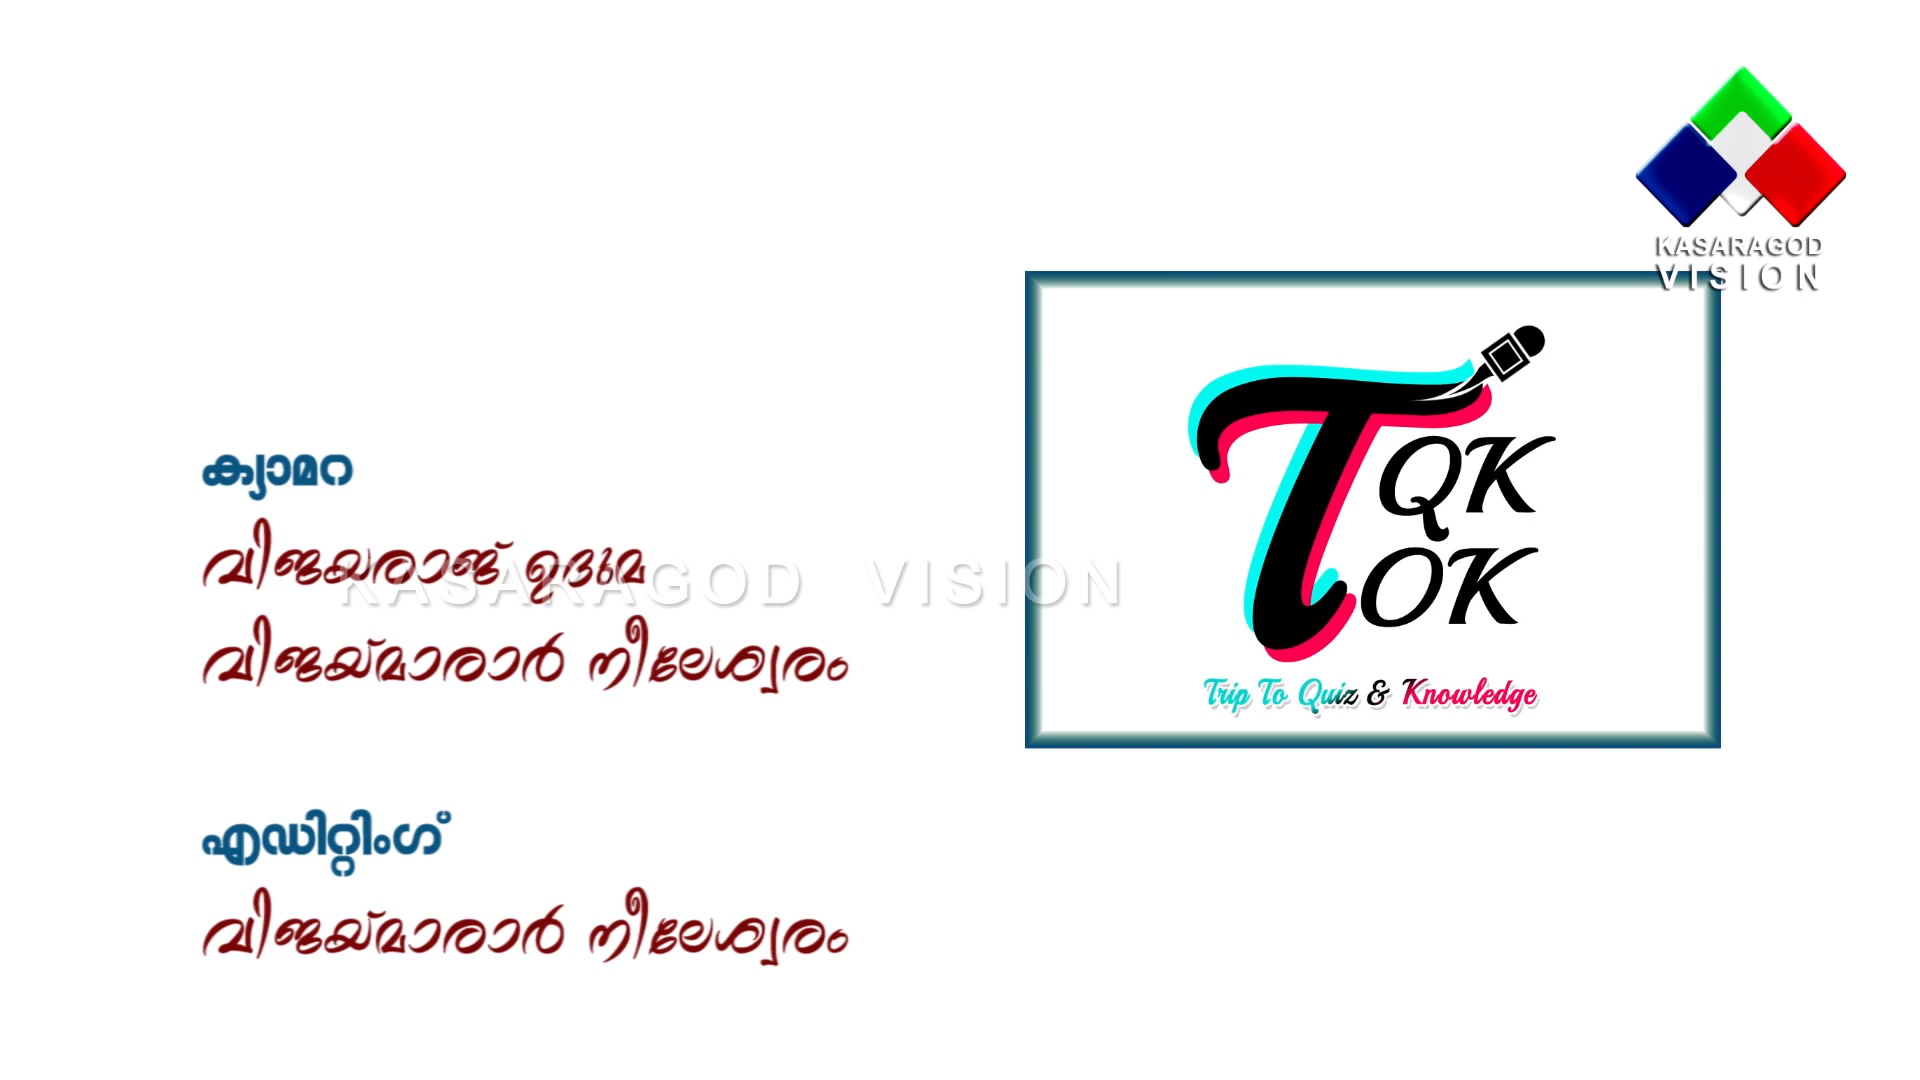 KASARAGOD
VISION
ക്യാമറ
വിജയരാജ് ഉദുമ
വിജയ്മാരാർ നീലേശ്വരം
എഡിറ്റിംഗ്
വിജയ്മാരാർ നീലേശ്വരം
KASARAGOD VISION
TQK
TOK
Trip To Quiz & Knowledge